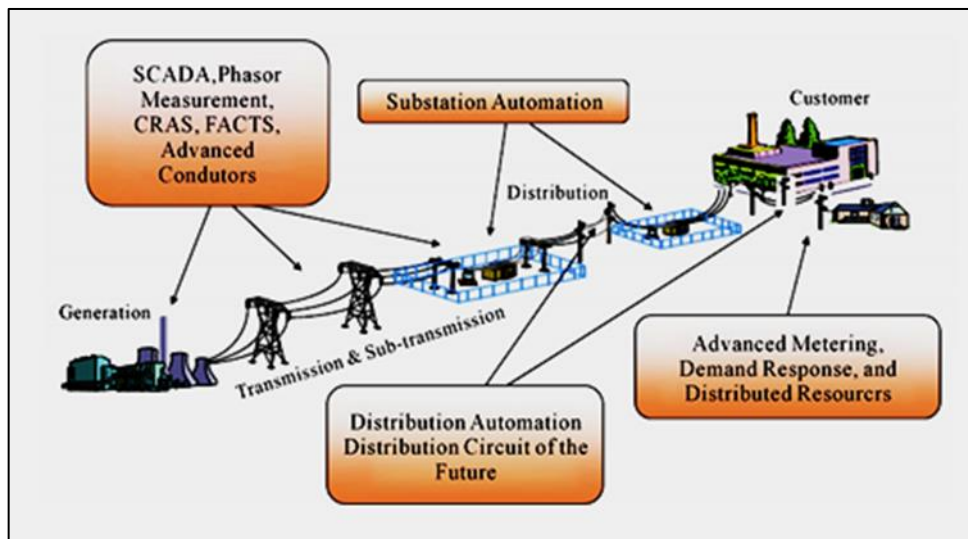 SCADA,Phasor
Measurement,
CRAS, FACTS,
Advanced
Condutors
Substation Automation
Customer
Distribution
Generation
Transmission & Sub-transmission
Advanced Metering,
Demand Response, and
Distributed Resourcrs
Distribution Automation
Distribution Circuit of the
Future